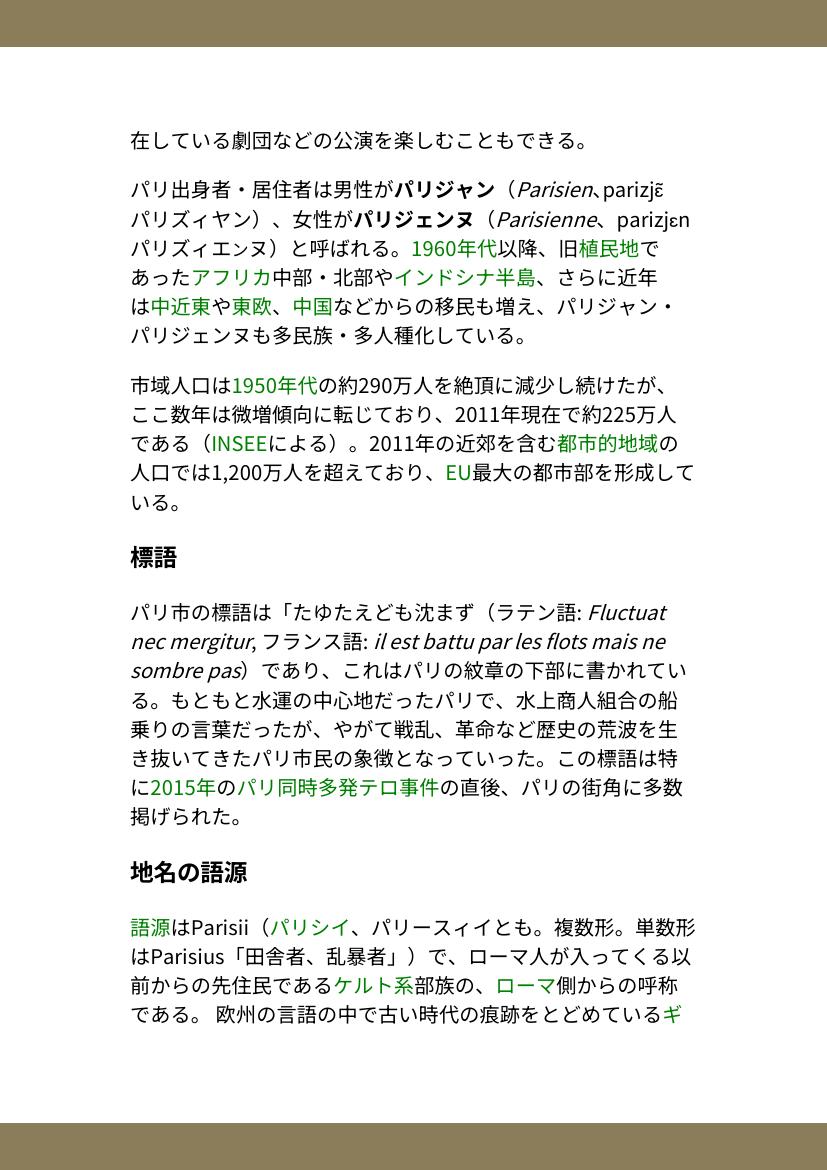 在している劇団などの公演を楽しむこともできる。
パリ出身者・居住者は男性がパリジャン（Parisien、parizjɛ̃
パリズィヤン）、女性がパリジェンヌ（Parisienne、parizjɛn
パリズィエンヌ）と呼ばれる。1960年代以降、旧植民地で
あったアフリカ中部・北部やインドシナ半島、さらに近年
は中近東や東欧、中国などからの移民も増え、パリジャン・
パリジェンヌも多民族・多人種化している。
市域人口は1950年代の約290万人を絶頂に減少し続けたが、
ここ数年は微増傾向に転じており、2011年現在で約225万人
である（INSEEによる）。2011年の近郊を含む都市的地域の
人口では1,200万人を超えており、EU最大の都市部を形成して
いる。
標語
パリ市の標語は「たゆたえども沈まず（ラテン語: Fluctuat
nec mergitur, フランス語: il est battu par les flots mais ne
sombre pas）であり、これはパリの紋章の下部に書かれてい
る。もともと水運の中心地だったパリで、水上商人組合の船
乗りの言葉だったが、やがて戦乱、革命など歴史の荒波を生
き抜いてきたパリ市民の象徴となっていった。この標語は特
に2015年のパリ同時多発テロ事件の直後、パリの街角に多数
掲げられた。
地名の語源
語源はParisii（パリシイ、パリースィイとも。複数形。単数形
はParisius「田舎者、乱暴者」）で、ローマ人が入ってくる以
前からの先住民であるケルト系部族の、ローマ側からの呼称
である。 欧州の言語の中で古い時代の痕跡をとどめているギ